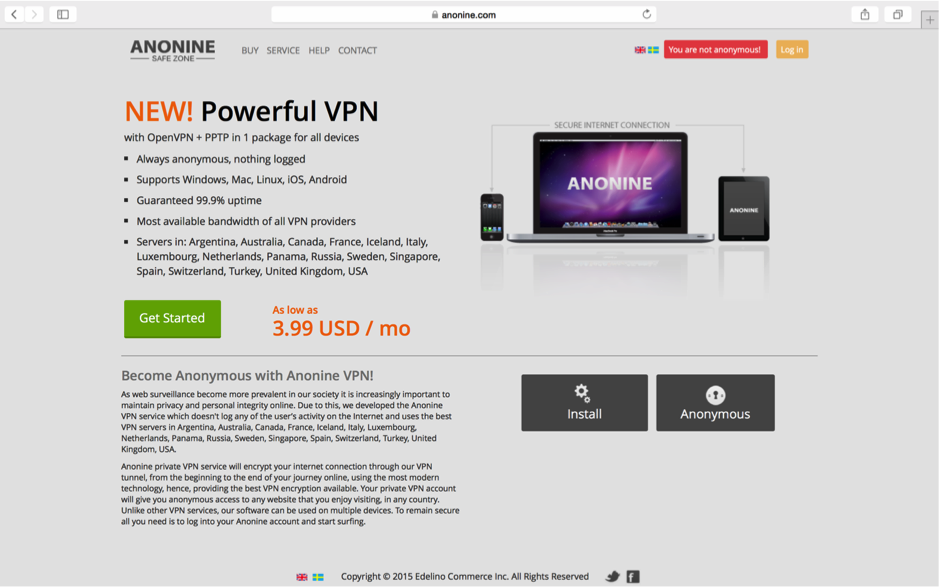 anonine.com
ANONINE
SAFE ZONE
BUY SERVICE HELP CONTACT
You are not anonymous!
Log in
NEW! Powerful VPN
with OpenVPN + PPTP in 1 package for all devices
Always anonymous, nothing logged
Supports Windows, Mac, Linux, iOS, Android
Guaranteed 99.9% uptime
Most available bandwidth of all VPN providers
Servers in: Argentina, Australia, Canada, France, Iceland, Italy,
Luxembourg, Netherlands, Panama, Russia, Sweden, Singapore,
Spain, Switzerland, Turkey, United Kingdom, USA
SECURE INTERNET CONNECTION
ANONINE
ANONINE
Get Started
As low as
3.99 USD / mo
Become Anonymous with Anonine VPN!
As web surveillance become more prevalent in our society it is increasingly important to
maintain privacy and personal integrity online. Due to this, we developed the Anonine
VPN service which doesn't log any of the user's activity on the Internet and uses the best
VPN servers in Argentina, Australia, Canada, France, Iceland, Italy, Luxembourg,
Netherlands, Panama, Russia, Sweden, Singapore, Spain, Switzerland, Turkey, United
Kingdom, USA.
Anonine private VPN service will encrypt your internet connection through our VPN
tunnel, from the beginning to the end of your journey online, using the most modern
technology, hence, providing the best VPN encryption available. Your private VPN account
will give you anonymous access to any website that you enjoy visiting, in any country.
Unlike other VPN services, our software can be used on multiple devices. To remain secure
all you need is to log into your Anonine account and start surfing.
Install
Anonymous
Copyright © 2015 Edelino Commerce Inc. All Rights Reserved